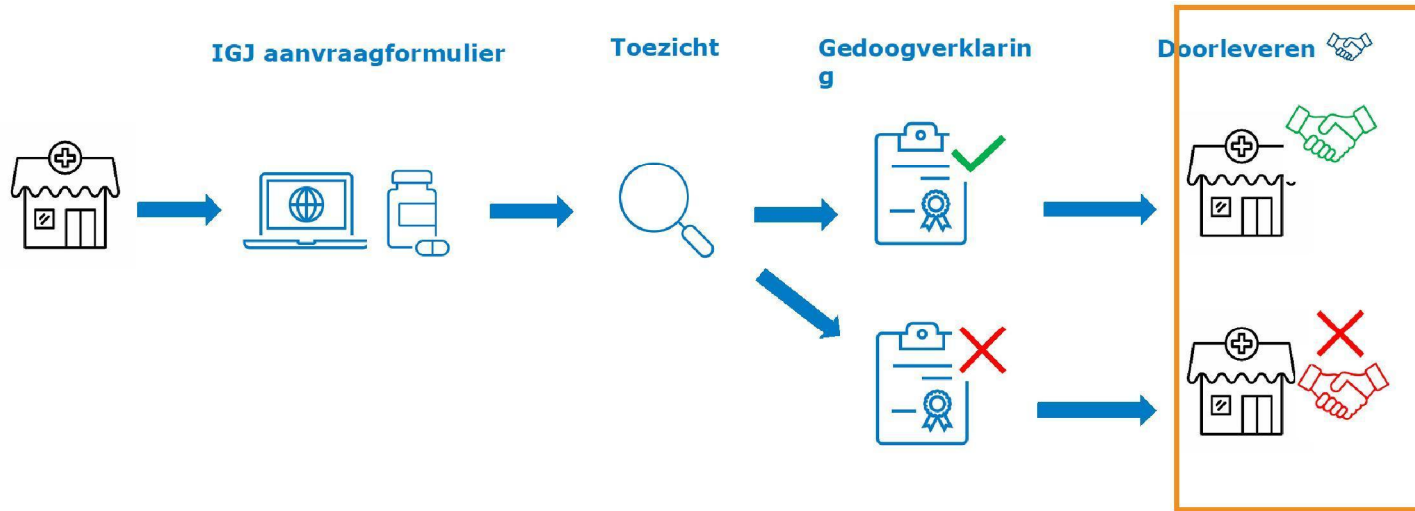 IGJ aanvraagformulier
Toezicht
Gedoogverklarin
g
Doorleveren